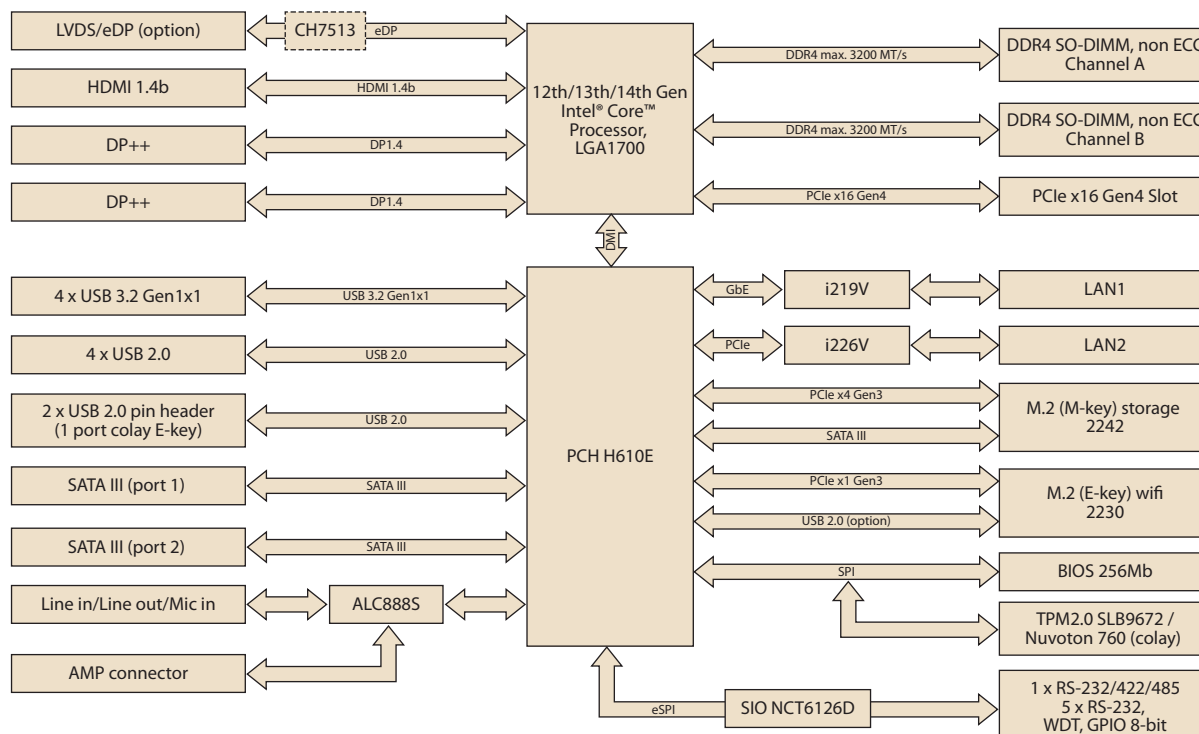 LVDS/eDP (option)
CH7513
eDP
HDMI 1.4b
HDMI 1.4b
DP++
DP1.4
DP++
DP1.4
12th/13th/14th Gen
Intel® Core™
Processor,
LGA1700
DDR4 max. 3200 MT/s
DDR4 SO-DIMM, non ECC
Channel A
DDR4 max. 3200 MT/s
DDR4 SO-DIMM, non ECC
Channel B
PCIe x16 Gen4
PCIe x16 Gen4 Slot
DMI
4 x USB 3.2 Gen1x1
USB 3.2 Gen1x1
4 x USB 2.0
USB 2.0
2 x USB 2.0 pin header
(1 port colay E-key)
USB 2.0
SATA III (port 1)
SATA III
SATA III (port 2)
SATA III
Line in/Line out/Mic in
ALC888S
AMP connector
PCH H610E
GbE
i219V
LAN1
PCIe
i226V
LAN2
PCIe x4 Gen3
SATA III
M.2 (M-key) storage
2242
PCIe x1 Gen3
USB 2.0 (option)
M.2 (E-key) wifi
2230
SPI
BIOS 256Mb
TPM2.0 SLB9672 /
Nuvoton 760 (colay)
eSPI
SIO NCT6126D
1 x RS-232/422/485
5 x RS-232,
WDT, GPIO 8-bit